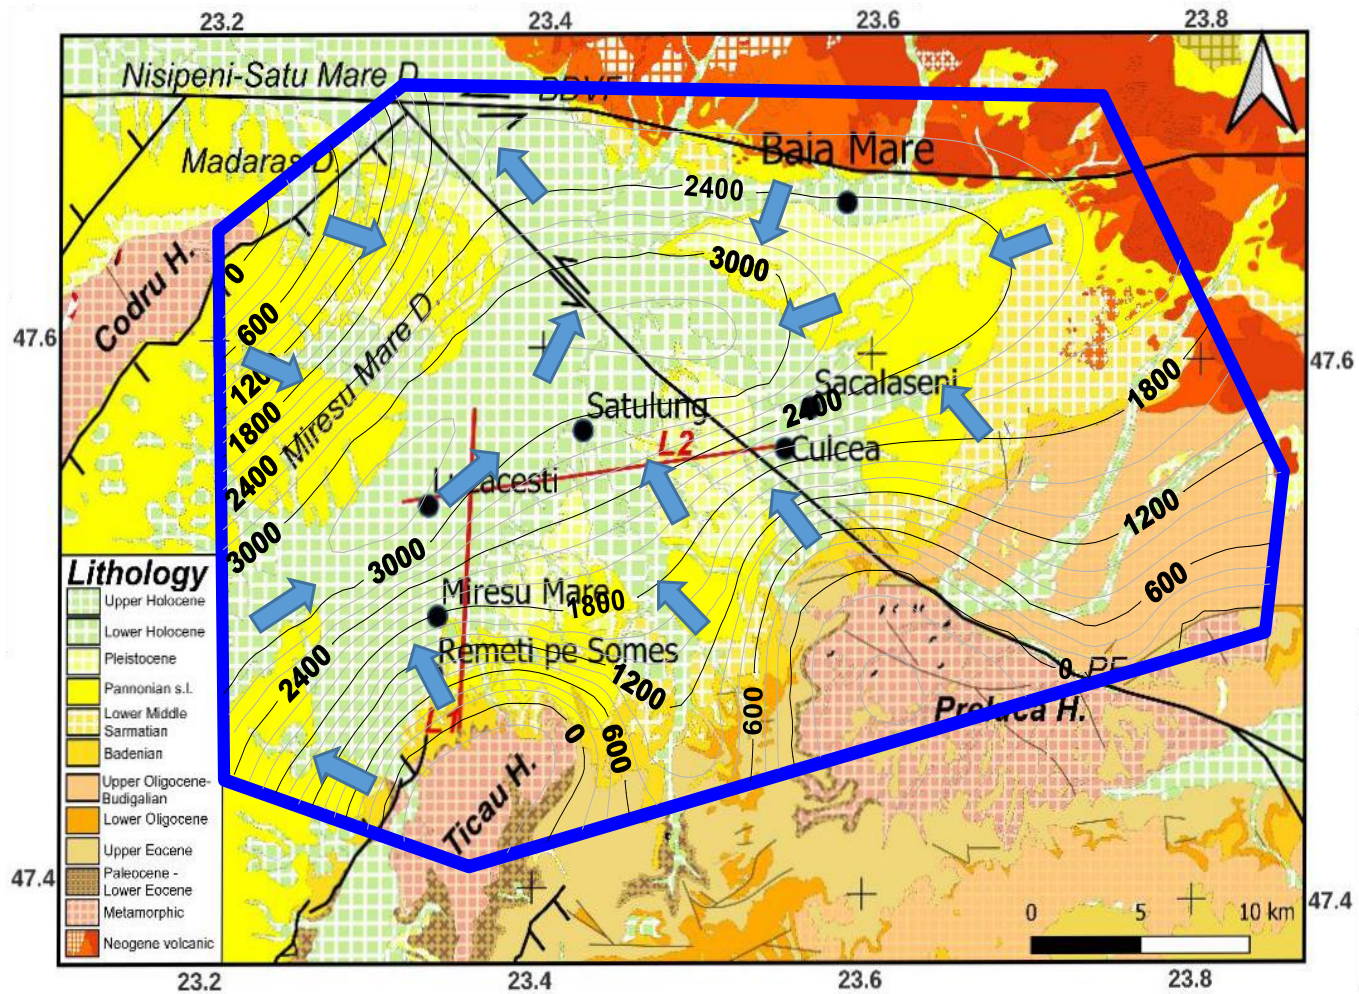 23.2
23.4
23.6
23.8
Nisipeni-Satu Mare D.
BDVF
Madaras D.
Baia Mare
2400
3000
Codru H.
0
600
1200
1800
2400
3000
Miresu Mare D.
47.6
47.6
Sacalaseni
2400
1800
Satulung
L2
Culcea
1200
600
3000
Miresu Mare
1800
Remeti pe Somes
2400
1200
600
0
PF
Preluca H.
L1
0
600
Ticau H.
Lithology
Upper Holocene
Lower Holocene
Pleistocene
Pannonian s.l.
Lower Middle
Sarmatian
Badenian
Upper Oligocene-
Budigalian
Lower Oligocene
Upper Eocene
Paleocene -
Lower Eocene
Metamorphic
Neogene volcanic
47.4
47.4
0 5 10 km
23.2
23.4
23.6
23.8